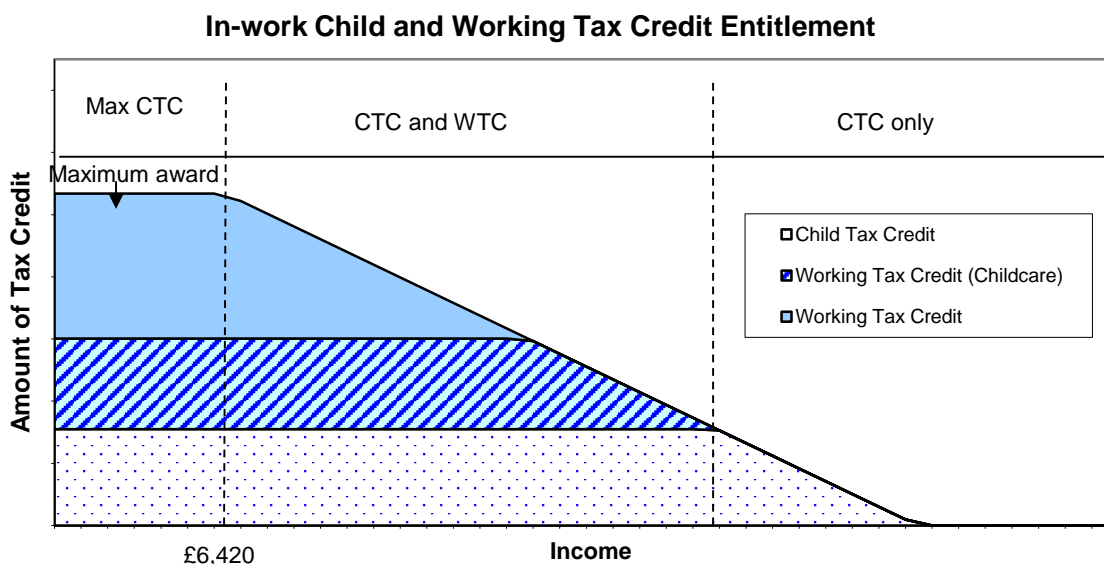 In-work Child and Working Tax Credit Entitlement
Max CTC
CTC and WTC
CTC only
Maximum award
Amount of Tax Credit
Child Tax Credit
Working Tax Credit (Childcare)
Working Tax Credit
£6,420
Income